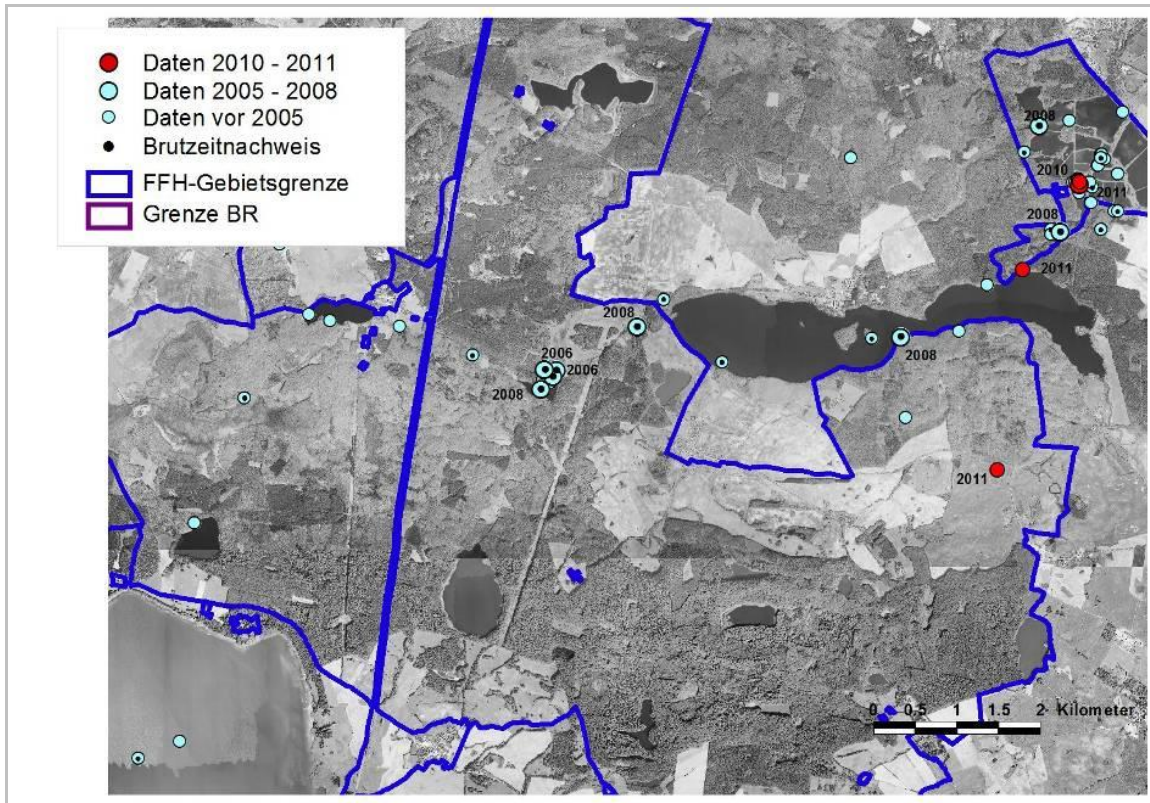 Daten 2010 - 2011
Daten 2005 - 2008
Daten vor 2005
Brutzeitnachweis
FFH-Gebietsgrenze
Grenze BR
2008
2010
2011
2008
2011
2008
2008
2006
2006
2008
2011
0 0,5 1 1,5 2 Kilometer